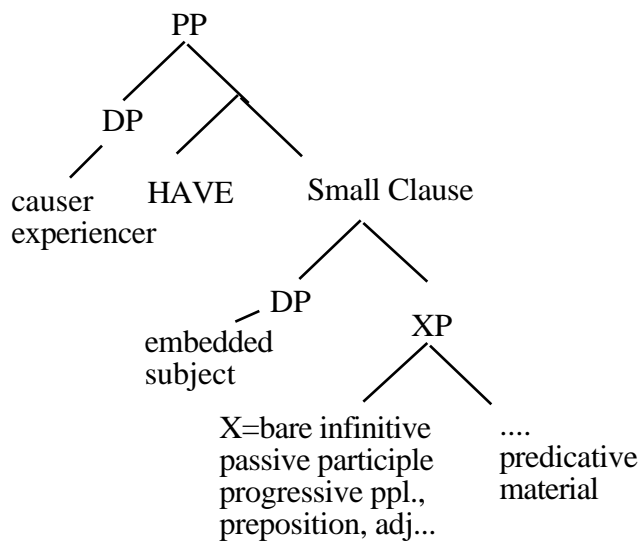 PP
DP
HAVE
Small Clause
causer
experiencer
DP
XP
embedded
subject
X=bare infinitive
passive participle
progressive ppl.,
preposition, adj...
....
predicative
material